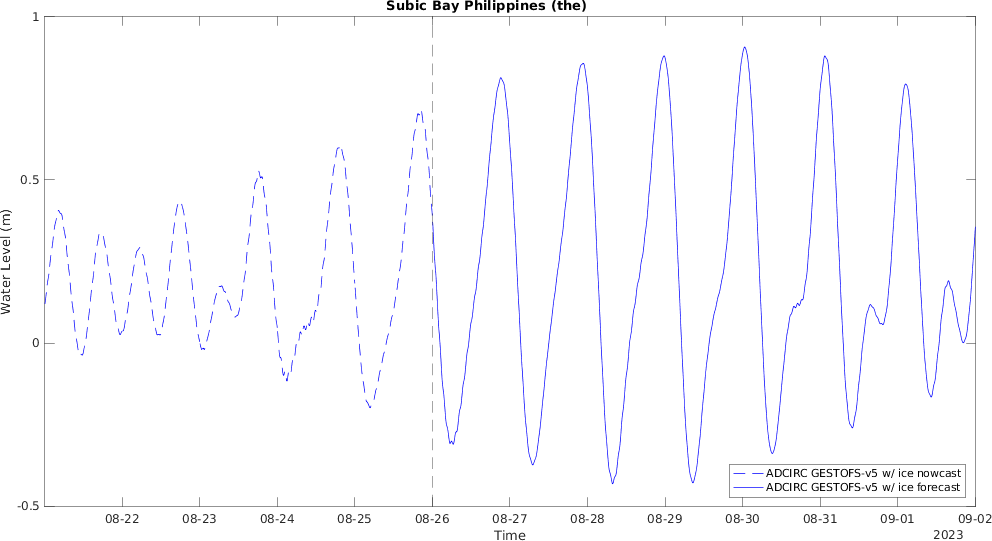 Subic Bay Philippines (the)
1
0.5
0
-0.5
Water Level (m)
ADCIRC GESTOFS-v5 w/ ice nowcast
ADCIRC GESTOFS-v5 w/ ice forecast
08-22 08-23 08-24 08-25 08-26 08-27 08-28 08-29 08-30 08-31 09-01 09-02
Time
2023